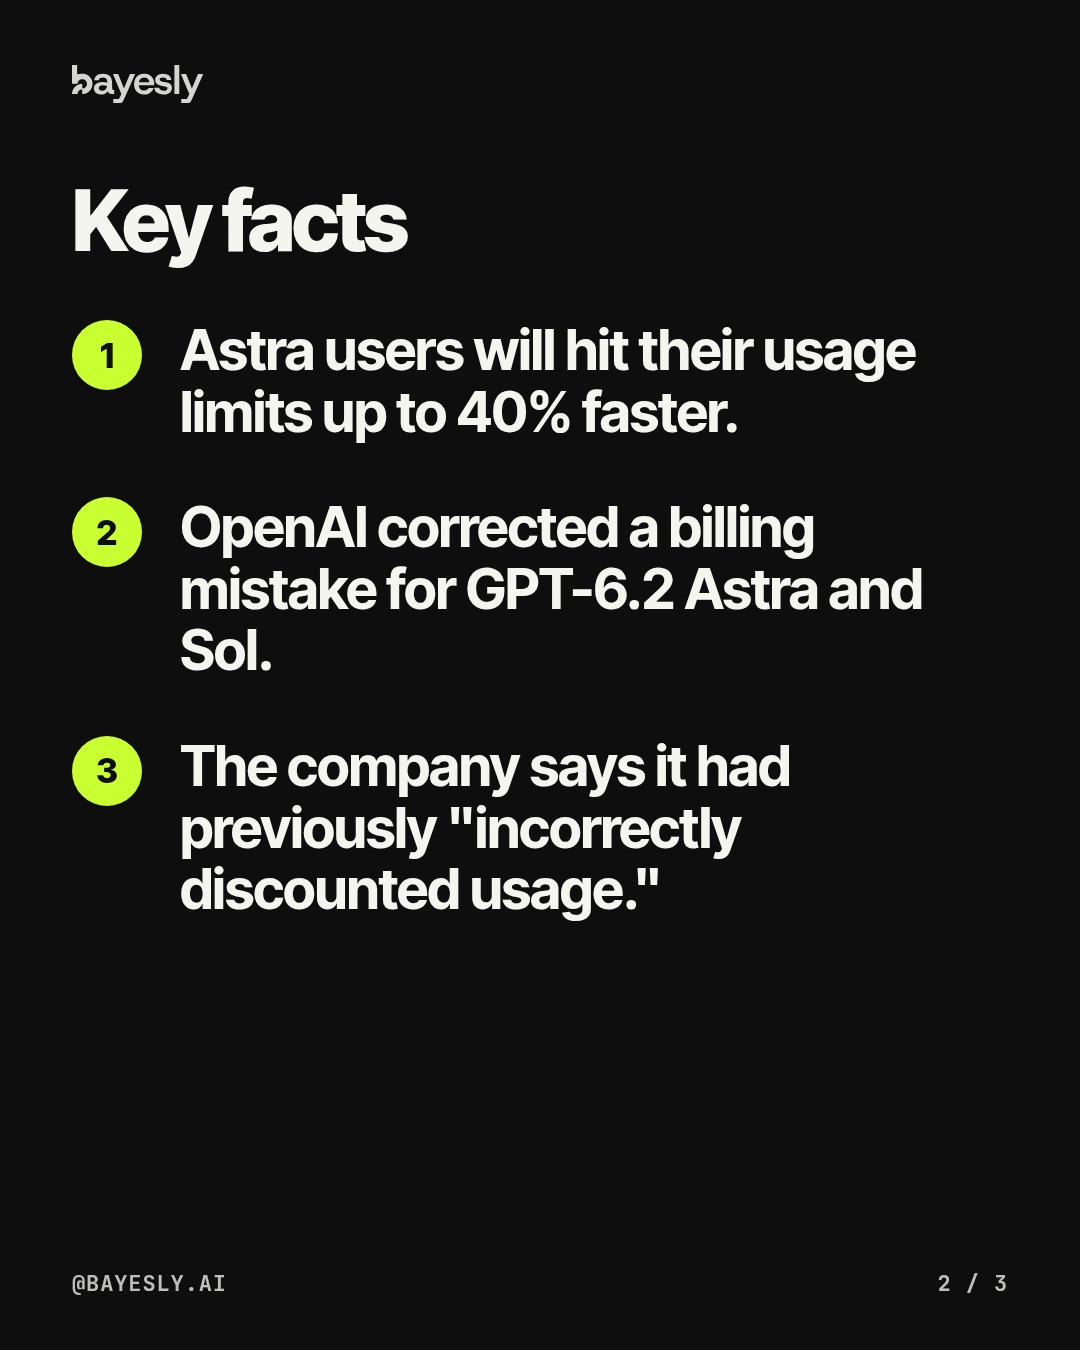 bayesly
Key facts
1
Astra users will hit their usage
limits up to 40% faster.
2
OpenAI corrected a billing
mistake for GPT-6.2 Astra and
Sol.
3
The company says it had
previously "incorrectly
discounted usage."
@BAYESLY.AI
2 / 3